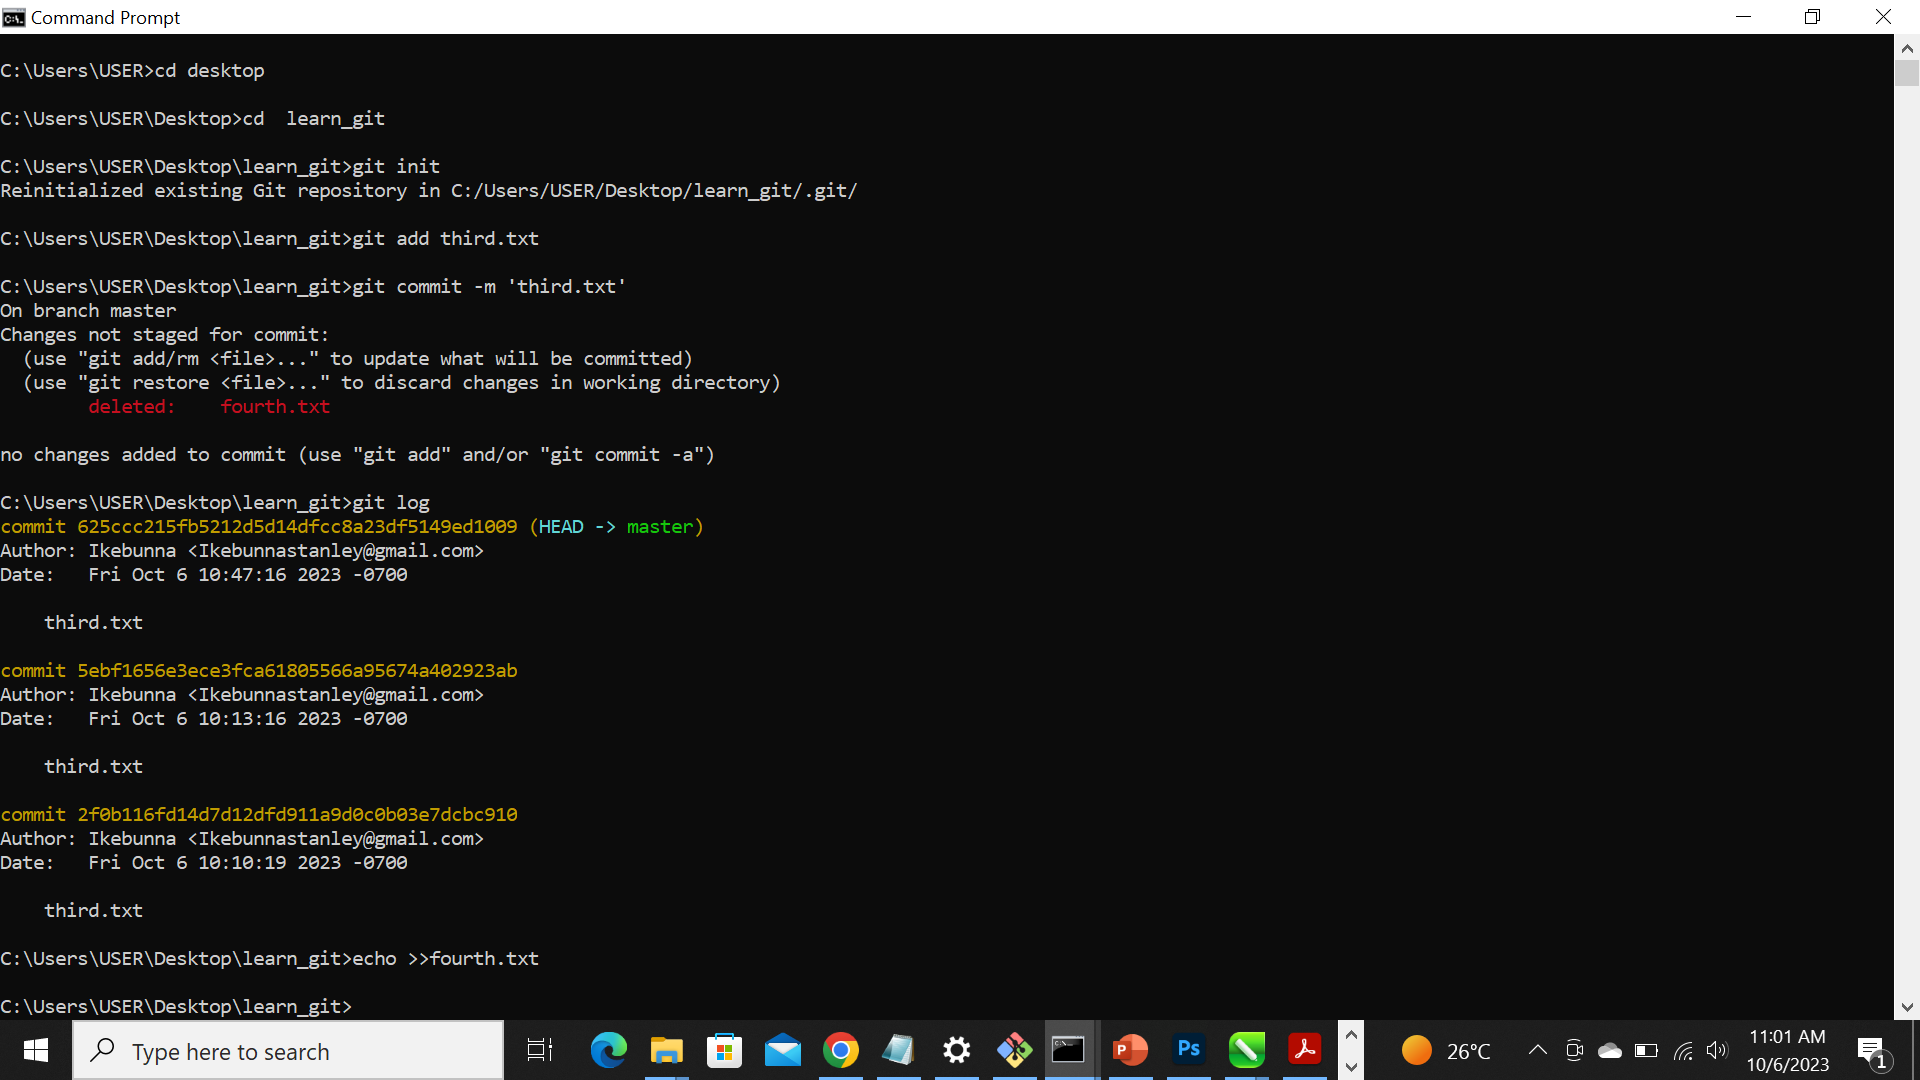 Command Prompt
C:\Users\USER>cd desktop
C:\Users\USER\Desktop>cd  learn_git
C:\Users\USER\Desktop\learn_git>git init
Reinitialized existing Git repository in C:/Users/USER/Desktop/learn_git/.git/
C:\Users\USER\Desktop\learn_git>git add third.txt
C:\Users\USER\Desktop\learn_git>git commit -m 'third.txt'
On branch master
Changes not staged for commit:
  (use "git add/rm <file>..." to update what will be committed)
  (use "git restore <file>..." to discard changes in working directory)
        deleted:    fourth.txt
no changes added to commit (use "git add" and/or "git commit -a")
C:\Users\USER\Desktop\learn_git>git log
commit 625ccc215fb5212d5d14dfcc8a23df5149ed1009 (HEAD -> master)
Author: Ikebunna <Ikebunnastanley@gmail.com>
Date:   Fri Oct 6 10:47:16 2023 -0700
    third.txt
commit 5ebf1656e3ece3fca61805566a95674a402923ab
Author: Ikebunna <Ikebunnastanley@gmail.com>
Date:   Fri Oct 6 10:13:16 2023 -0700
    third.txt
commit 2f0b116fd14d7d12dfd911a9d0c0b03e7dcbc910
Author: Ikebunna <Ikebunnastanley@gmail.com>
Date:   Fri Oct 6 10:10:19 2023 -0700
    third.txt
C:\Users\USER\Desktop\learn_git>echo >>fourth.txt
C:\Users\USER\Desktop\learn_git>
Type here to search
P
Ps
26°C
11:01 AM
10/6/2023
1